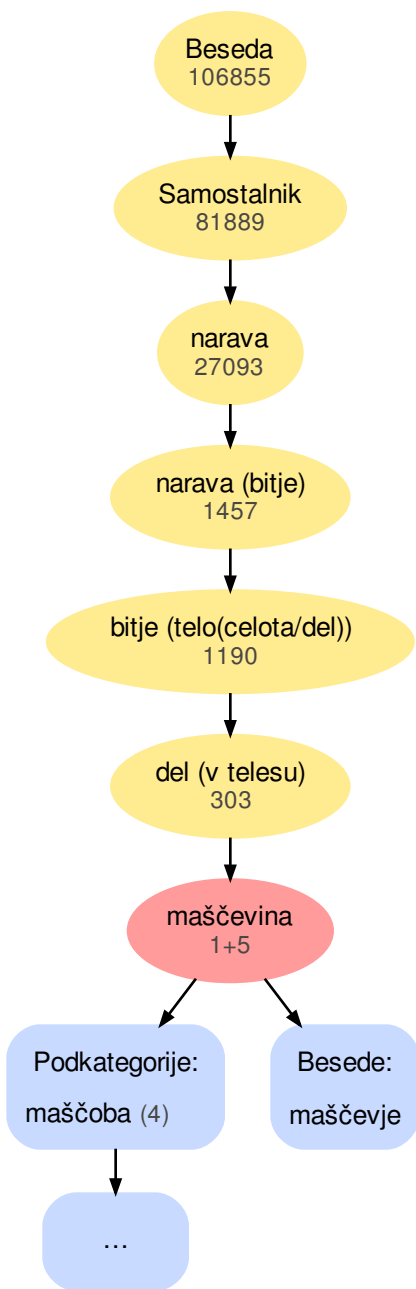 Beseda
106855
Samostalnik
81889
narava
27093
narava (bitje)
1457
bitje (telo(celota/del))
1190
del (v telesu)
303
maščevina
1+5
Podkategorije:
maščoba (4)
Besede:
maščevje
...